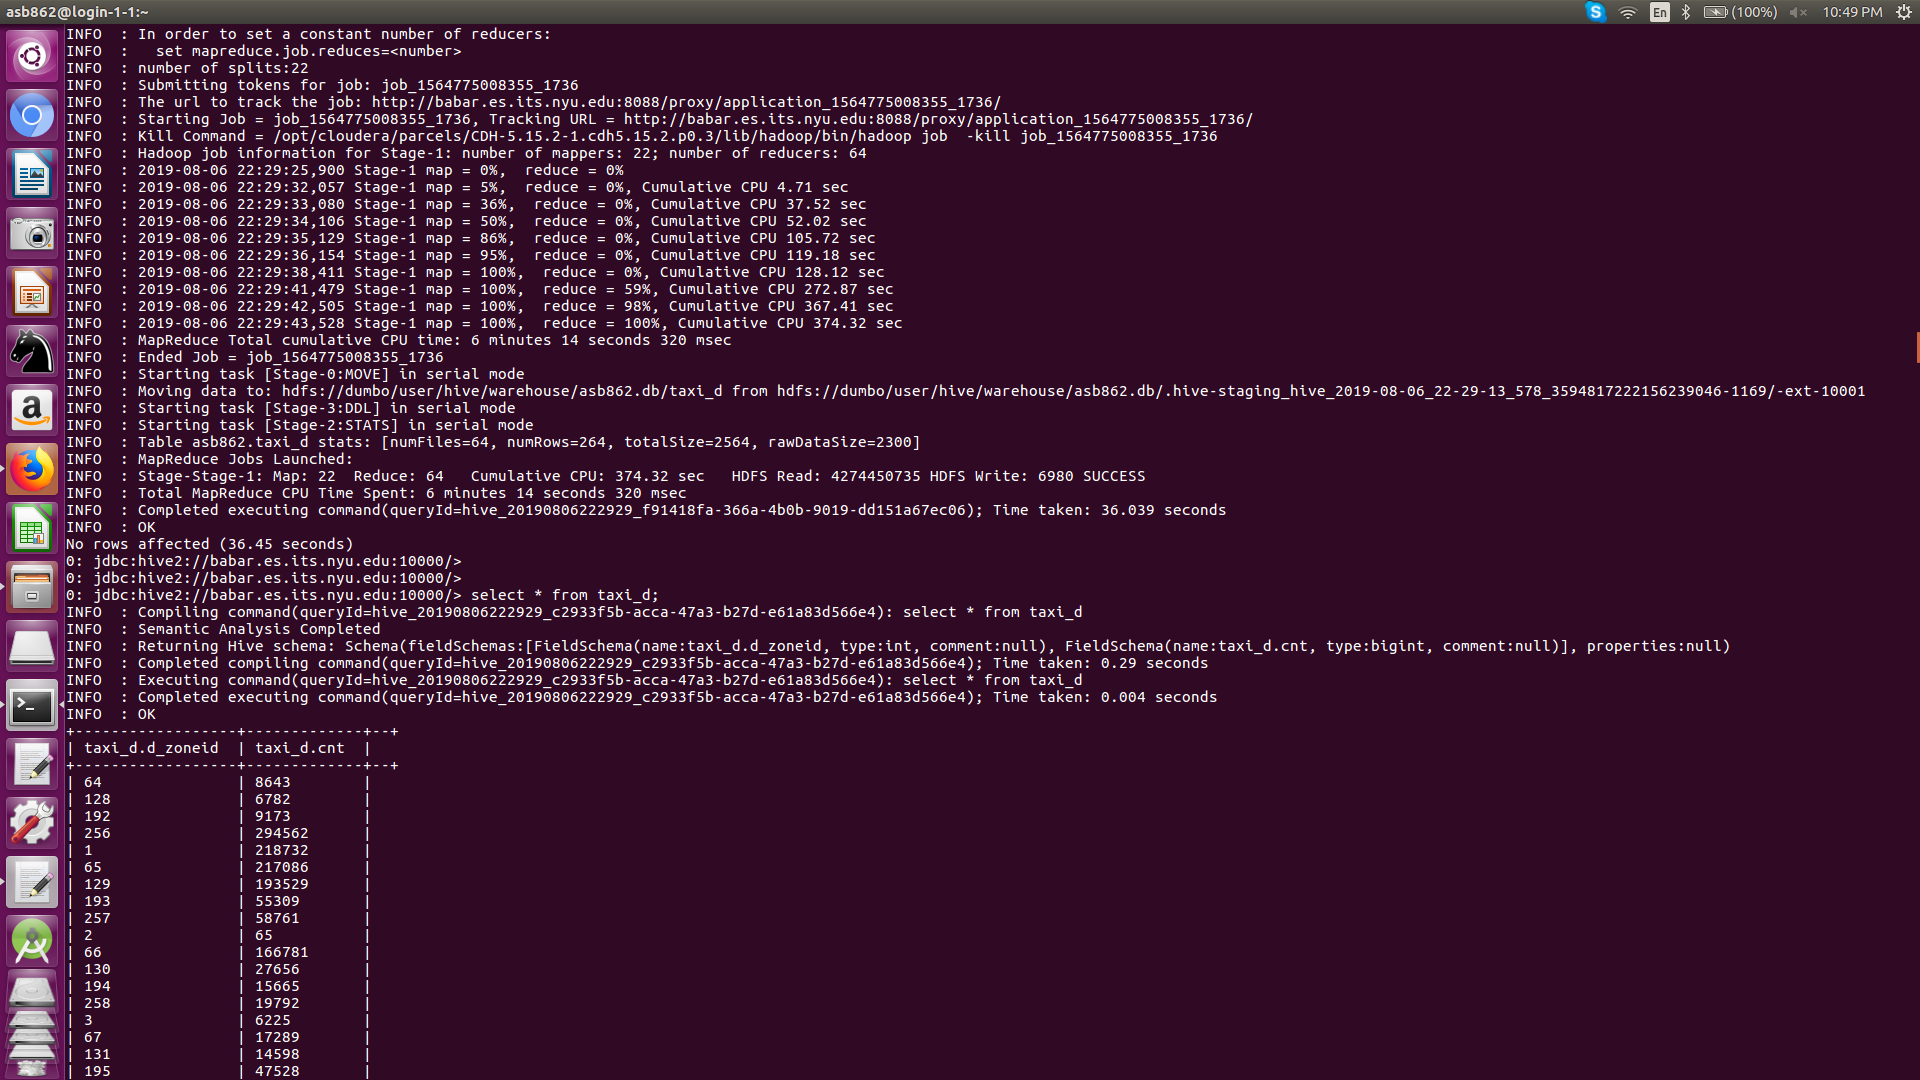 asb862@login-1-1:~
En
(100%)
10:49 PM
INFO  : In order to set a constant number of reducers:
INFO  :   set mapreduce.job.reduces=<number>
INFO  : number of splits:22
INFO  : Submitting tokens for job: job_1564775008355_1736
INFO  : The url to track the job: http://babar.es.its.nyu.edu:8088/proxy/application_1564775008355_1736/
INFO  : Starting Job = job_1564775008355_1736, Tracking URL = http://babar.es.its.nyu.edu:8088/proxy/application_1564775008355_1736/
INFO  : Kill Command = /opt/cloudera/parcels/CDH-5.15.2-1.cdh5.15.2.p0.3/lib/hadoop/bin/hadoop job  -kill job_1564775008355_1736
INFO  : Hadoop job information for Stage-1: number of mappers: 22; number of reducers: 64
INFO  : 2019-08-06 22:29:25,900 Stage-1 map = 0%,  reduce = 0%
INFO  : 2019-08-06 22:29:32,057 Stage-1 map = 5%,  reduce = 0%, Cumulative CPU 4.71 sec
INFO  : 2019-08-06 22:29:33,080 Stage-1 map = 36%,  reduce = 0%, Cumulative CPU 37.52 sec
INFO  : 2019-08-06 22:29:34,106 Stage-1 map = 50%,  reduce = 0%, Cumulative CPU 52.02 sec
INFO  : 2019-08-06 22:29:35,129 Stage-1 map = 86%,  reduce = 0%, Cumulative CPU 105.72 sec
INFO  : 2019-08-06 22:29:36,154 Stage-1 map = 95%,  reduce = 0%, Cumulative CPU 119.18 sec
INFO  : 2019-08-06 22:29:38,411 Stage-1 map = 100%,  reduce = 0%, Cumulative CPU 128.12 sec
INFO  : 2019-08-06 22:29:41,479 Stage-1 map = 100%,  reduce = 59%, Cumulative CPU 272.87 sec
INFO  : 2019-08-06 22:29:42,505 Stage-1 map = 100%,  reduce = 98%, Cumulative CPU 367.41 sec
INFO  : 2019-08-06 22:29:43,528 Stage-1 map = 100%,  reduce = 100%, Cumulative CPU 374.32 sec
INFO  : MapReduce Total cumulative CPU time: 6 minutes 14 seconds 320 msec
INFO  : Ended Job = job_1564775008355_1736
INFO  : Starting task [Stage-0:MOVE] in serial mode
INFO  : Moving data to: hdfs://dumbo/user/hive/warehouse/asb862.db/taxi_d from hdfs://dumbo/user/hive/warehouse/asb862.db/.hive-staging_hive_2019-08-06_22-29-13_578_3594817222156239046-1169/-ext-10001
INFO  : Starting task [Stage-3:DDL] in serial mode
INFO  : Starting task [Stage-2:STATS] in serial mode
INFO  : Table asb862.taxi_d stats: [numFiles=64, numRows=264, totalSize=2564, rawDataSize=2300]
INFO  : MapReduce Jobs Launched:
INFO  : Stage-Stage-1: Map: 22  Reduce: 64   Cumulative CPU: 374.32 sec   HDFS Read: 4274450735 HDFS Write: 6980 SUCCESS
INFO  : Total MapReduce CPU Time Spent: 6 minutes 14 seconds 320 msec
INFO  : Completed executing command(queryId=hive_20190806222929_f91418fa-366a-4b0b-9019-dd151a67ec06); Time taken: 36.039 seconds
INFO  : OK
No rows affected (36.45 seconds)
0: jdbc:hive2://babar.es.its.nyu.edu:10000/>
0: jdbc:hive2://babar.es.its.nyu.edu:10000/>
0: jdbc:hive2://babar.es.its.nyu.edu:10000/> select * from taxi_d;
INFO  : Compiling command(queryId=hive_20190806222929_c2933f5b-acca-47a3-b27d-e61a83d566e4): select * from taxi_d
INFO  : Semantic Analysis Completed
INFO  : Returning Hive schema: Schema(fieldSchemas:[FieldSchema(name:taxi_d.d_zoneid, type:int, comment:null), FieldSchema(name:taxi_d.cnt, type:bigint, comment:null)], properties:null)
INFO  : Completed compiling command(queryId=hive_20190806222929_c2933f5b-acca-47a3-b27d-e61a83d566e4); Time taken: 0.29 seconds
INFO  : Executing command(queryId=hive_20190806222929_c2933f5b-acca-47a3-b27d-e61a83d566e4): select * from taxi_d
INFO  : Completed executing command(queryId=hive_20190806222929_c2933f5b-acca-47a3-b27d-e61a83d566e4); Time taken: 0.004 seconds
INFO  : OK
+------------------+-------------+--+
| taxi_d.d_zoneid  | taxi_d.cnt  |
+------------------+-------------+--+
| 64               | 8643        |
| 128              | 6782        |
| 192              | 9173        |
| 256              | 294562      |
| 1                | 218732      |
| 65               | 217086      |
| 129              | 193529      |
| 193              | 55309       |
| 257              | 58761       |
| 2                | 65          |
| 66               | 166781      |
| 130              | 27656       |
| 194              | 15665       |
| 258              | 19792       |
| 3                | 6225        |
| 67               | 17289       |
| 131              | 14598       |
| 195              | 47528       |